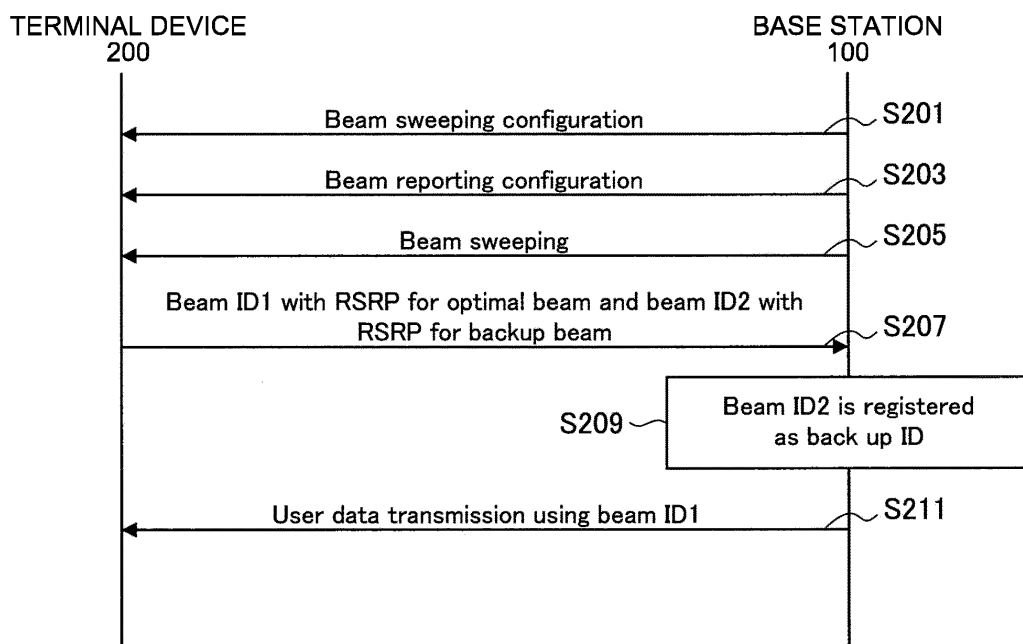 TERMINAL DEVICE
200
BASE STATION
100
Beam sweeping configuration
S201
Beam reporting configuration
S203
Beam sweeping
S205
Beam ID1 with RSRP for optimal beam and beam ID2 with
RSRP for backup beam
S207
S209
Beam ID2 is registered
as back up ID
User data transmission using beam ID1
S211